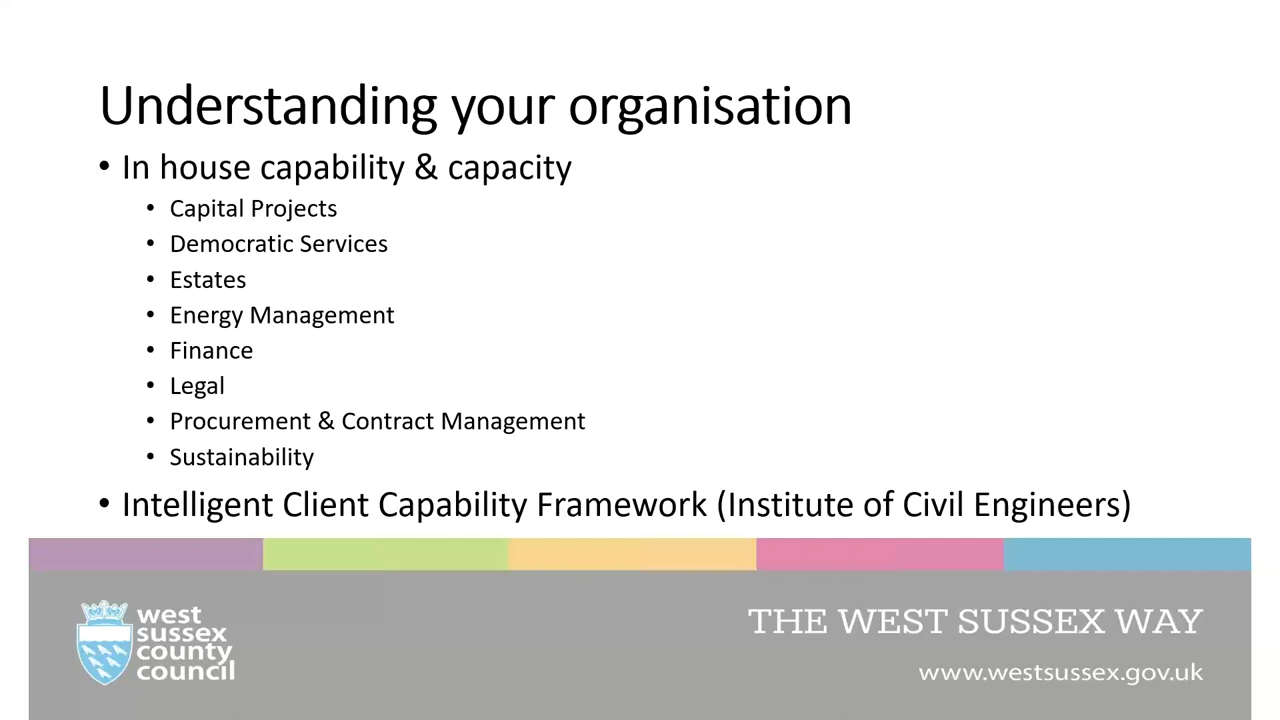 Understanding your organisation
• In house capability & capacity
• Capital Projects
• Democratic Services
• Estates
• Energy Management
• Finance
• Legal
• Procurement & Contract Management
• Sustainability
• Intelligent Client Capability Framework (Institute of Civil Engineers)
west
sussex
county
council
THE WEST SUSSEX WAY
www.westsussex.gov.uk